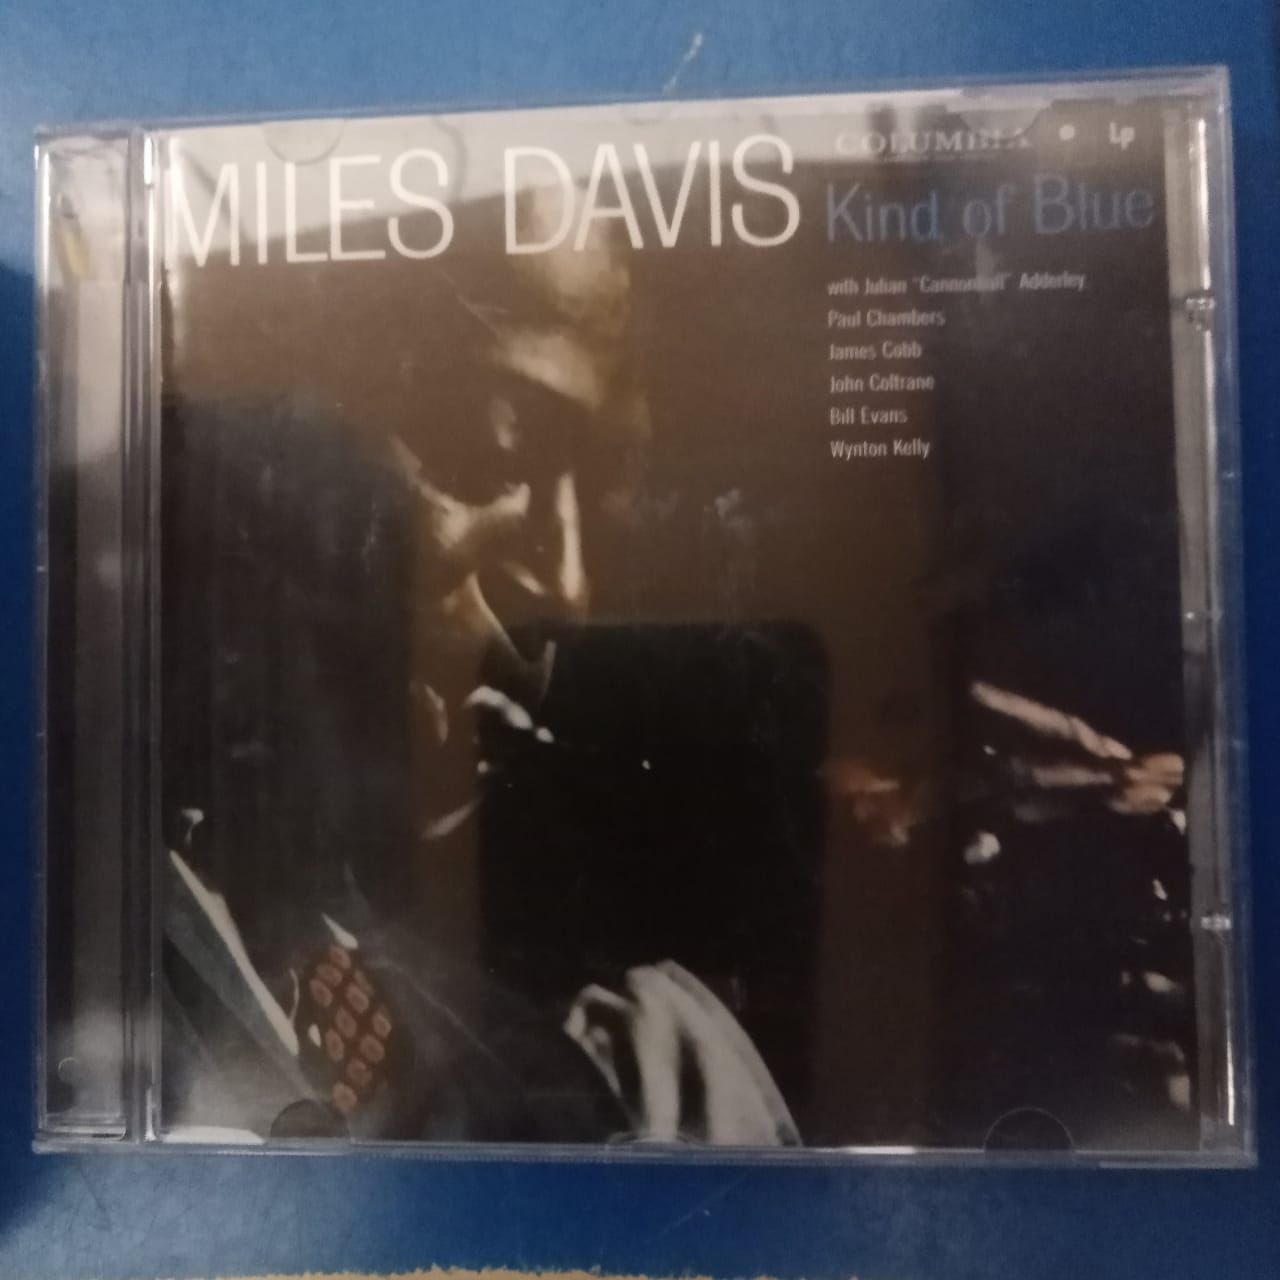 MILES DAVIS
COLUMBIA Lp
Kind of Blue
with Julian "Cannonball" Adderley
Paul Chambers
James Cobb
John Coltrane
Bill Evans
Wynton Kelly